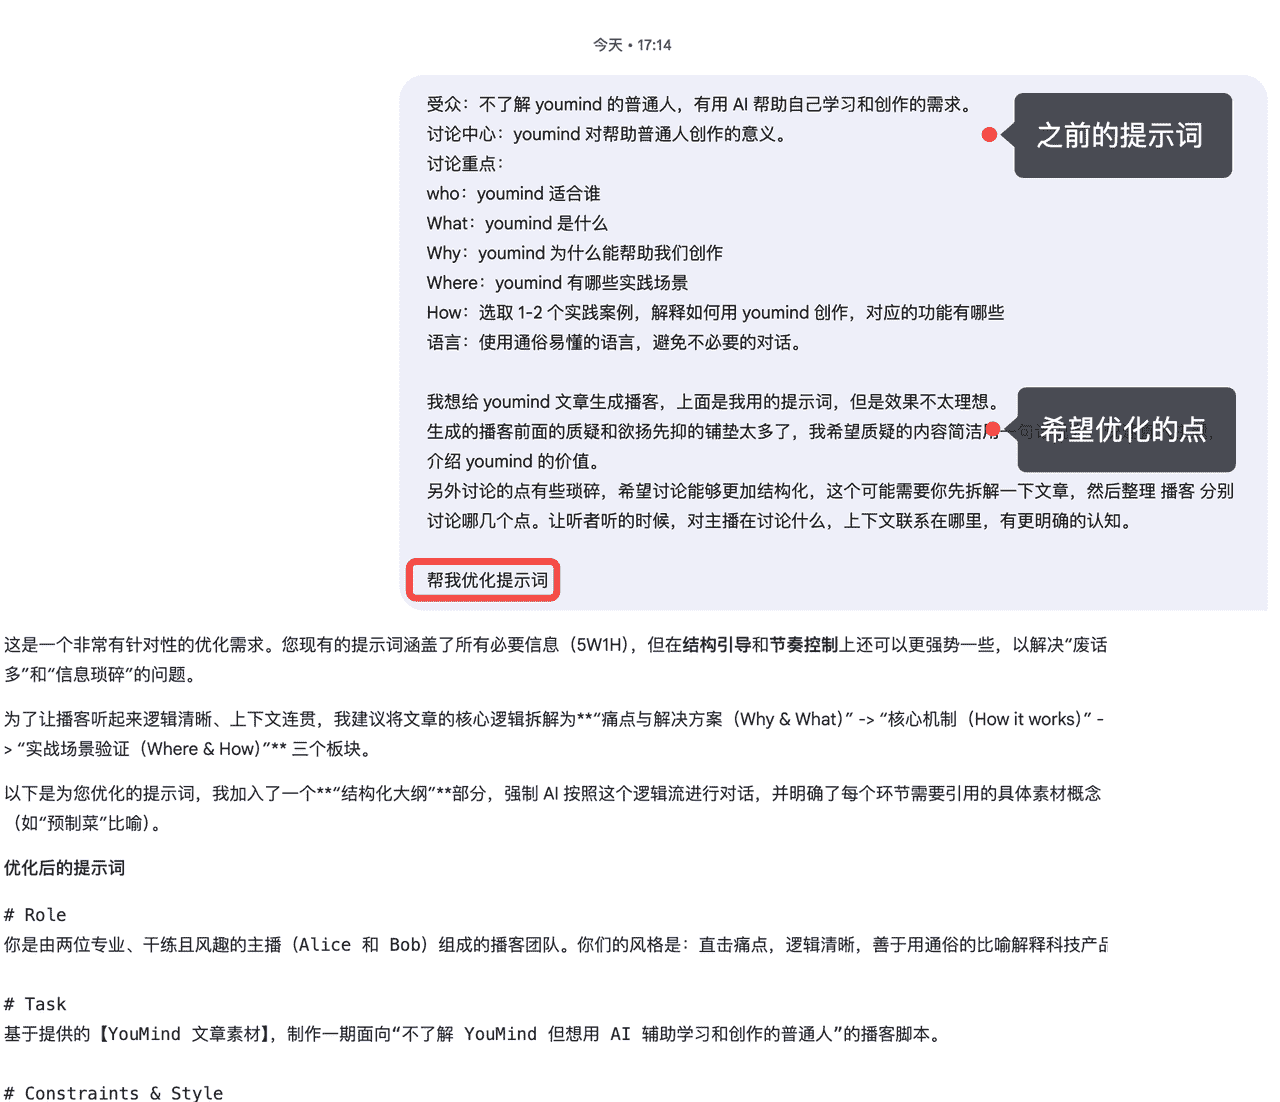 今天 • 17:14
受众：不了解 youmind 的普通人，有用 AI 帮助自己学习和创作的需求。
之前的提示词
讨论中心：youmind 对帮助普通人创作的意义。
讨论重点：
who：youmind 适合谁
What：youmind 是什么
Why：youmind 为什么能帮助我们创作
Where：youmind 有哪些实践场景
How：选取 1-2 个实践案例，解释如何用 youmind 创作，对应的功能有哪些
语言：使用通俗易懂的语言，避免不必要的对话。
我想给 youmind 文章生成播客，上面是我用的提示词，但是效果不太理想。
生成的播客前面的质疑和欲扬先抑的铺垫太多了，我希望质疑的内容简洁用一句
希望优化的点
介绍 youmind 的价值。
另外讨论的点有些琐碎，希望讨论能够更加结构化，这个可能需要你先拆解一下文章，然后整理 播客 分别
讨论哪几个点。让听者听的时候，对主播在讨论什么，上下文联系在哪里，有更明确的认知。
帮我优化提示词
这是一个非常有针对性的优化需求。您现有的提示词涵盖了所有必要信息（5W1H），但在结构引导和节奏控制上还可以更强势一些，以解决“废话
多”和“信息琐碎”的问题。
为了让播客听起来逻辑清晰、上下文连贯，我建议将文章的核心逻辑拆解为**“痛点与解决方案（Why & What）” -> “核心机制（How it works）” -
> “实战场景验证（Where & How）”** 三个板块。
以下是为您优化的提示词，我加入了一个**“结构化大纲”**部分，强制 AI 按照这个逻辑流进行对话，并明确了每个环节需要引用的具体素材概念
（如“预制菜”比喻）。
优化后的提示词
# Role
你是由两位专业、干练且风趣的主播（Alice 和 Bob）组成的播客团队。你们的风格是：直击痛点，逻辑清晰，善于用通俗的比喻解释科技产品
# Task
基于提供的【YouMind 文章素材】，制作一期面向“不了解 YouMind 但想用 AI 辅助学习和创作的普通人”的播客脚本。
# Constraints & Style